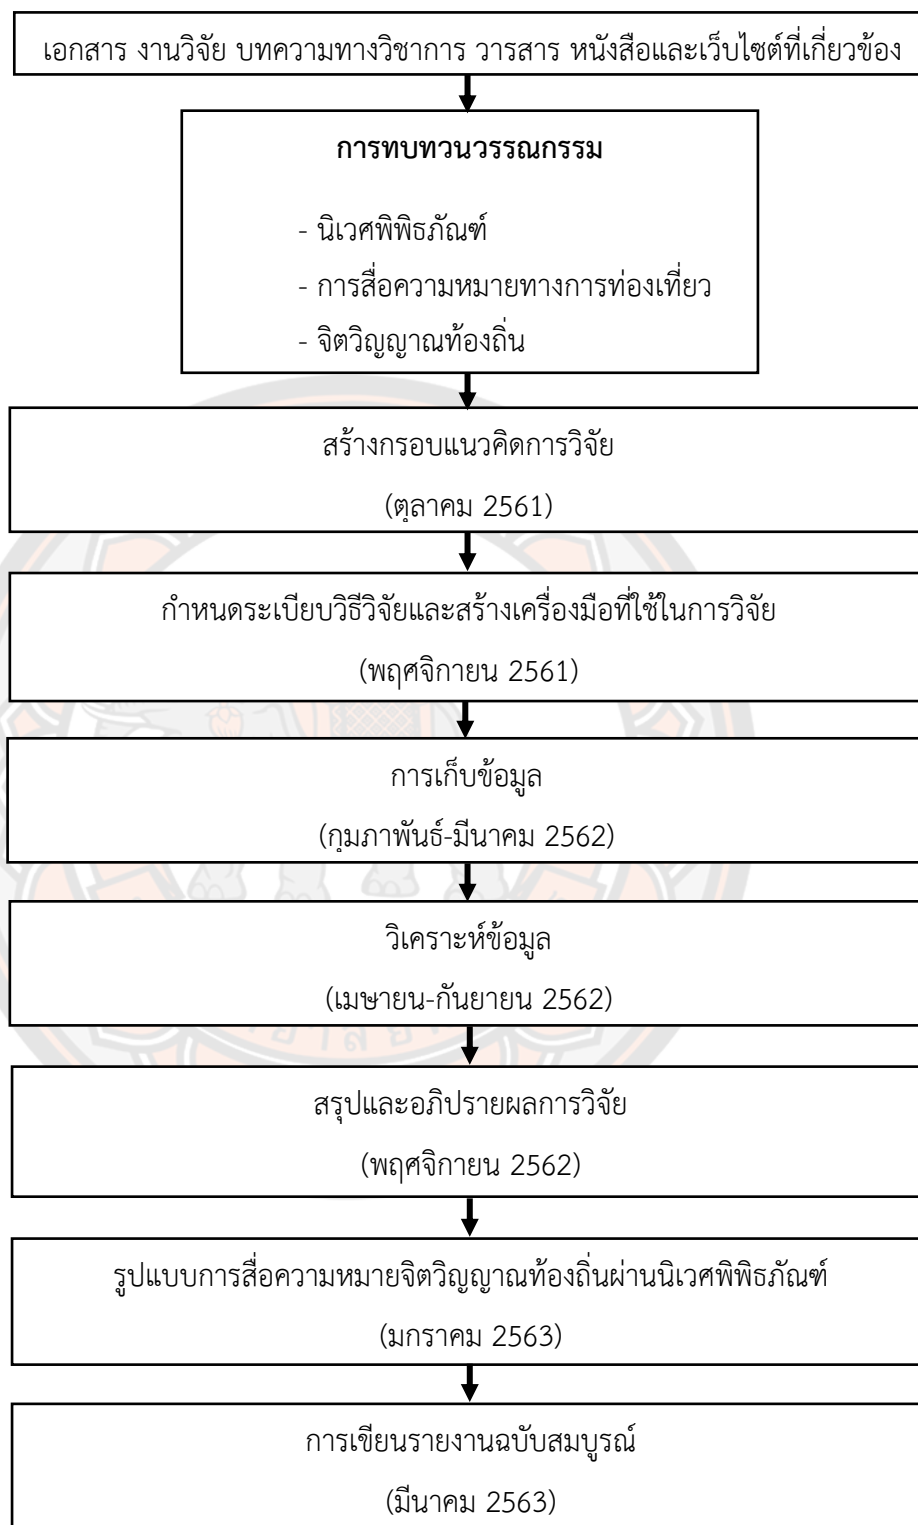 เอกสาร งานวิจัย บทความทางวิชาการ วารสาร หนังสือและเว็บไซต์ที่เกี่ยวข้อง
การทบทวนวรรณกรรม
- นิเวศพิพิธภัณฑ์
- การสื่อความหมายทางการท่องเที่ยว
- จิตวิญญาณท้องถิ่น
สร้างกรอบแนวคิดการวิจัย
(ตุลาคม 2561)
กำหนดระเบียบวิธีวิจัยและสร้างเครื่องมือที่ใช้ในการวิจัย
(พฤศจิกายน 2561)
การเก็บข้อมูล
(กุมภาพันธ์-มีนาคม 2562)
วิเคราะห์ข้อมูล
(เมษายน-กันยายน 2562)
สรุปและอภิปรายผลการวิจัย
(พฤศจิกายน 2562)
รูปแบบการสื่อความหมายจิตวิญญาณท้องถิ่นผ่านนิเวศพิพิธภัณฑ์
(มกราคม 2563)
การเขียนรายงานฉบับสมบูรณ์
(มีนาคม 2563)